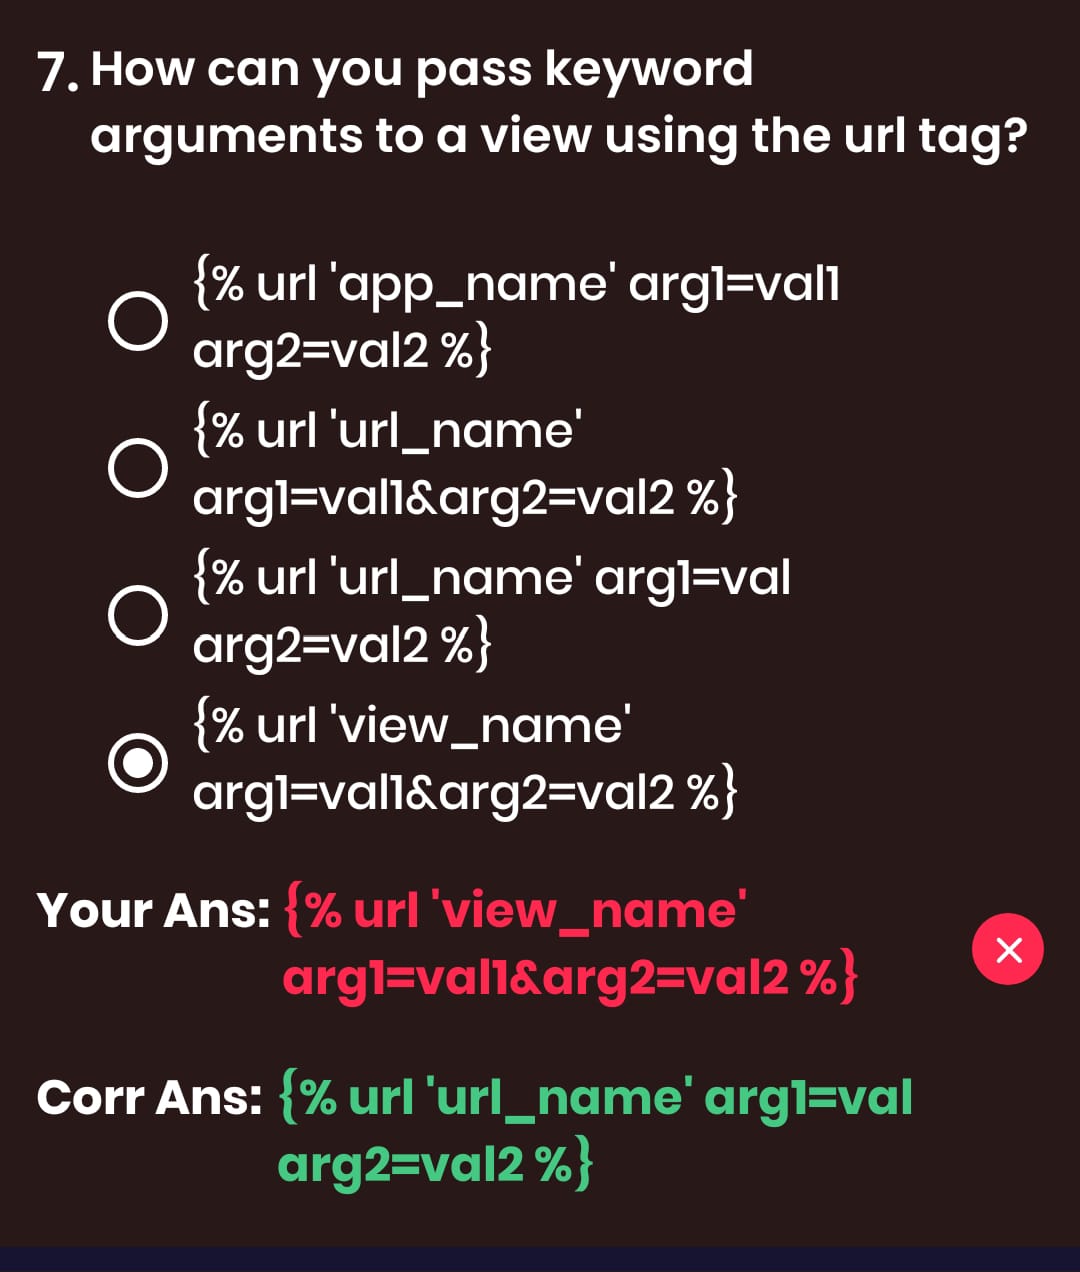 7. How can you pass keyword
arguments to a view using the url tag?
{% url 'app_name' arg1=val1
arg2=val2 %}
{% url 'url_name'
arg1=val1&arg2=val2 %}
{% url 'url_name' arg1=val
arg2=val2 %}
{% url 'view_name'
arg1=val1&arg2=val2 %}
Your Ans: {% url 'view_name'
arg1=val1&arg2=val2 %}
Corr Ans: {% url 'url_name' arg1=val
arg2=val2 %}